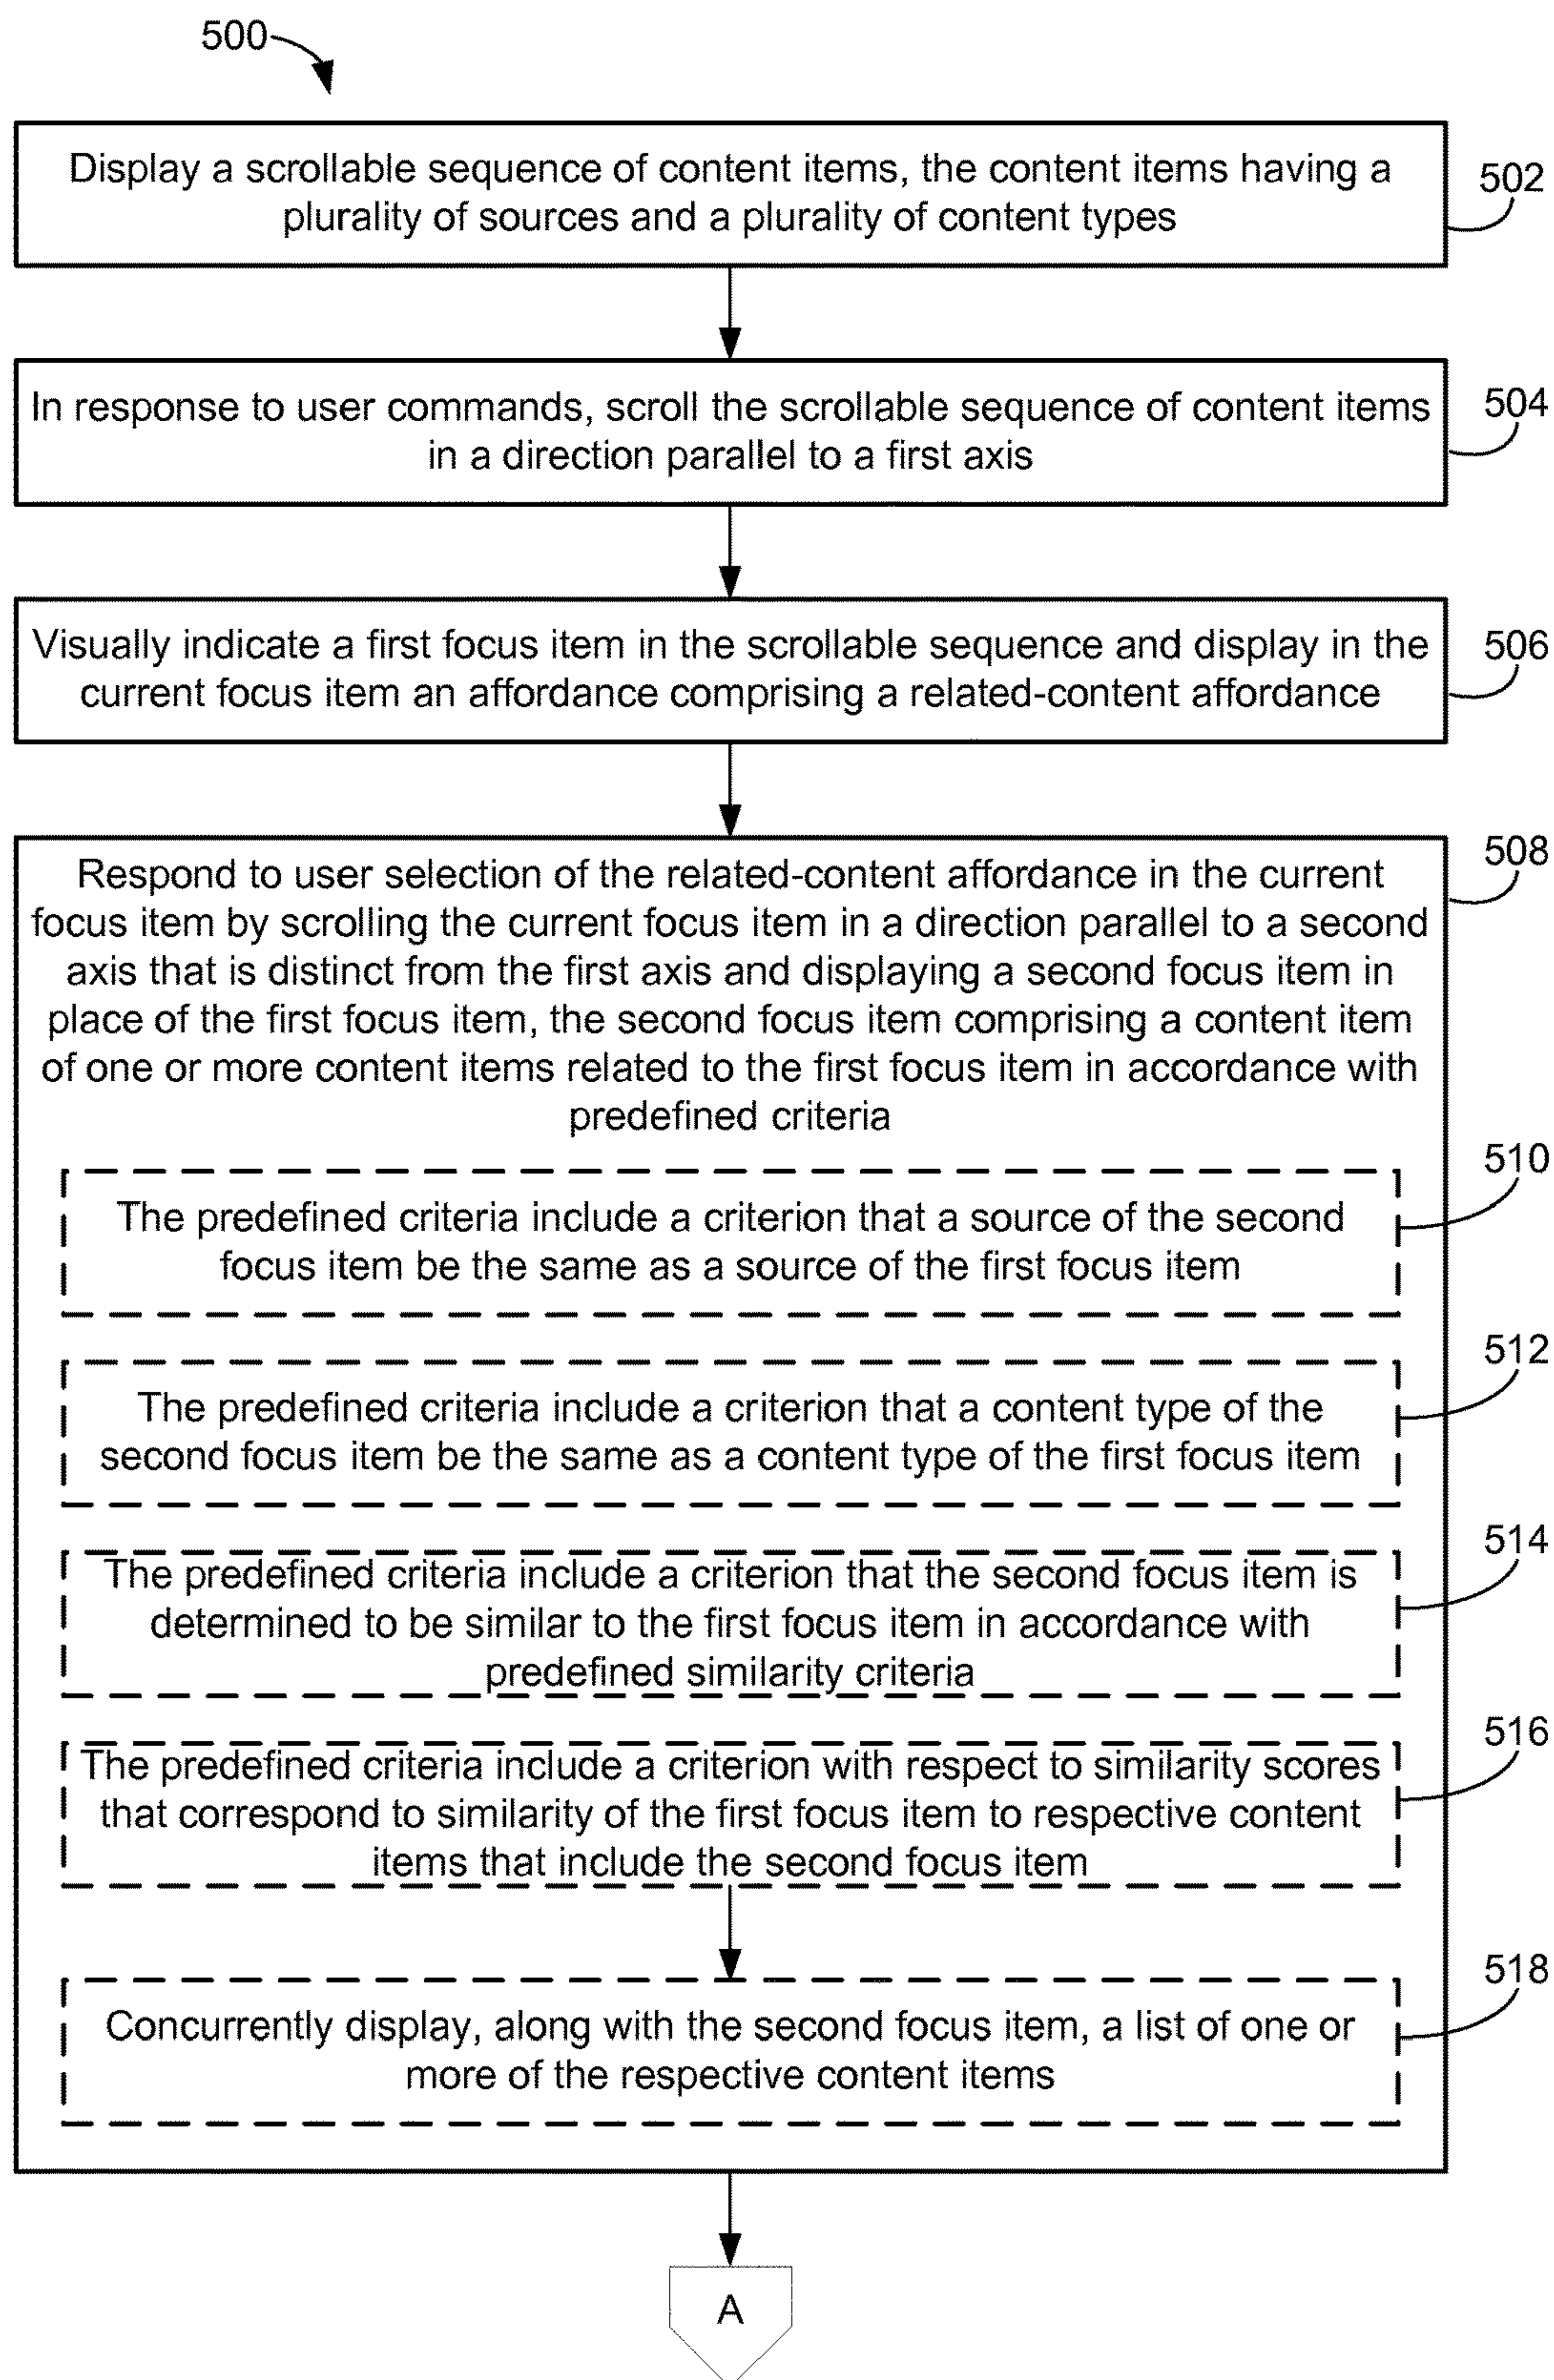 500
Display a scrollable sequence of content items, the content items having a
plurality of sources and a plurality of content types
502
In response to user commands, scroll the scrollable sequence of content items
in a direction parallel to a first axis
504
Visually indicate a first focus item in the scrollable sequence and display in the
current focus item an affordance comprising a related-content affordance
506
Respond to user selection of the related-content affordance in the current
focus item by scrolling the current focus item in a direction parallel to a second
axis that is distinct from the first axis and displaying a second focus item in
place of the first focus item, the second focus item comprising a content item
of one or more content items related to the first focus item in accordance with
predefined criteria
508
The predefined criteria include a criterion that a source of the second
focus item be the same as a source of the first focus item
510
The predefined criteria include a criterion that a content type of the
second focus item be the same as a content type of the first focus item
512
The predefined criteria include a criterion that the second focus item is
determined to be similar to the first focus item in accordance with
predefined similarity criteria
514
The predefined criteria include a criterion with respect to similarity scores
that correspond to similarity of the first focus item to respective content
items that include the second focus item
516
Concurrently display, along with the second focus item, a list of one or
more of the respective content items
518
A